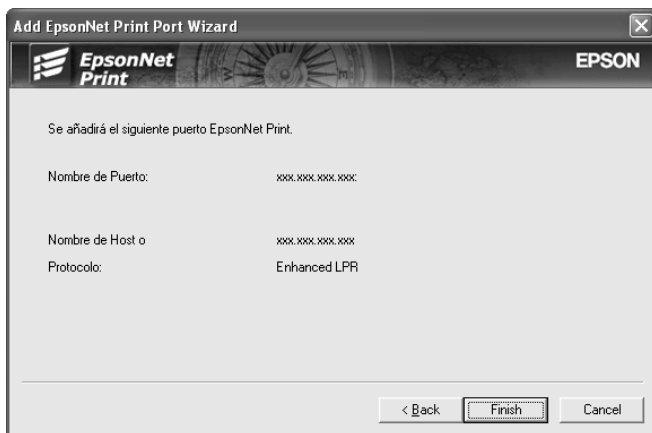 Add EpsonNet Print Port Wizard
EpsonNet
Print
EPSON
W
E
Se añadirá el siguiente puerto EpsonNet Print.
Nombre de Puerto: xxx.xxx.xxx.xxx:
Nombre de Host o xxx.xxx.xxx.xxx
Protocolo: Enhanced LPR
< Back Finish Cancel